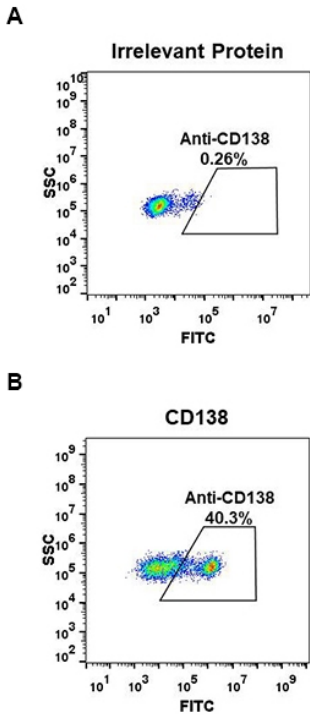 A
Irrelevant Protein
10^10
10^9
10^8
10^7
10^6
10^5
10^4
10^3
10^2
SSC
Anti-CD138
0.26%
10^1 10^3 10^5 10^7
FITC
B
CD138
10^9
10^8
10^7
10^6
10^5
10^4
10^3
10^2
SSC
Anti-CD138
40.3%
10^1 10^3 10^5 10^7
FITC